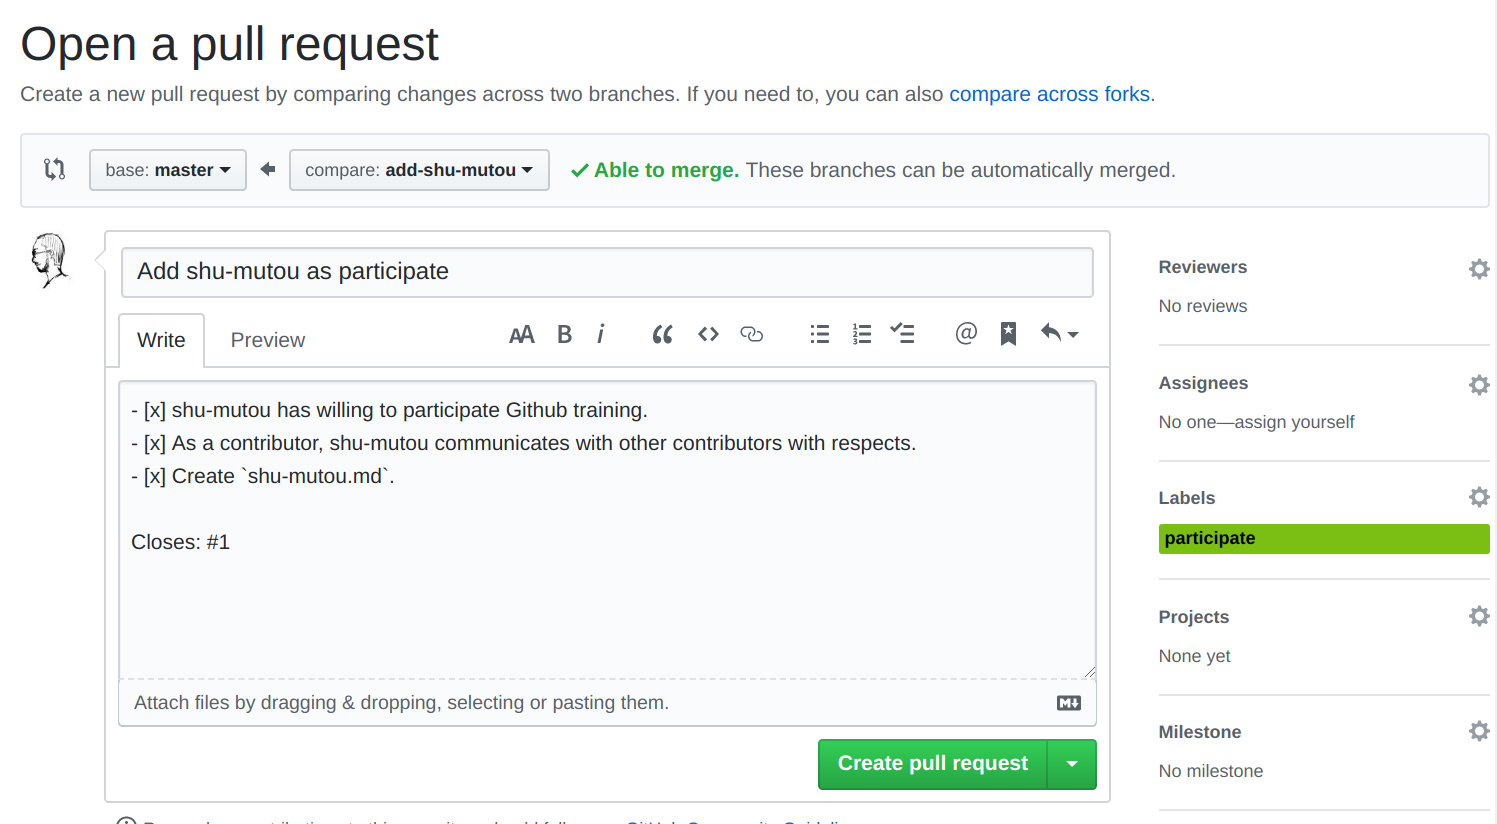 Open a pull request
Create a new pull request by comparing changes across two branches. If you need to, you can also compare across forks.
base: master
compare: add-shu-mutou
Able to merge. These branches can be automatically merged.
Add shu-mutou as participate
Write
Preview
- [x] shu-mutou has willing to participate Github training.
- [x] As a contributor, shu-mutou communicates with other contributors with respects.
- [x] Create `shu-mutou.md`.
Closes: #1
Attach files by dragging & dropping, selecting or pasting them.
Create pull request
Reviewers
No reviews
Assignees
No one—assign yourself
Labels
participate
Projects
None yet
Milestone
No milestone